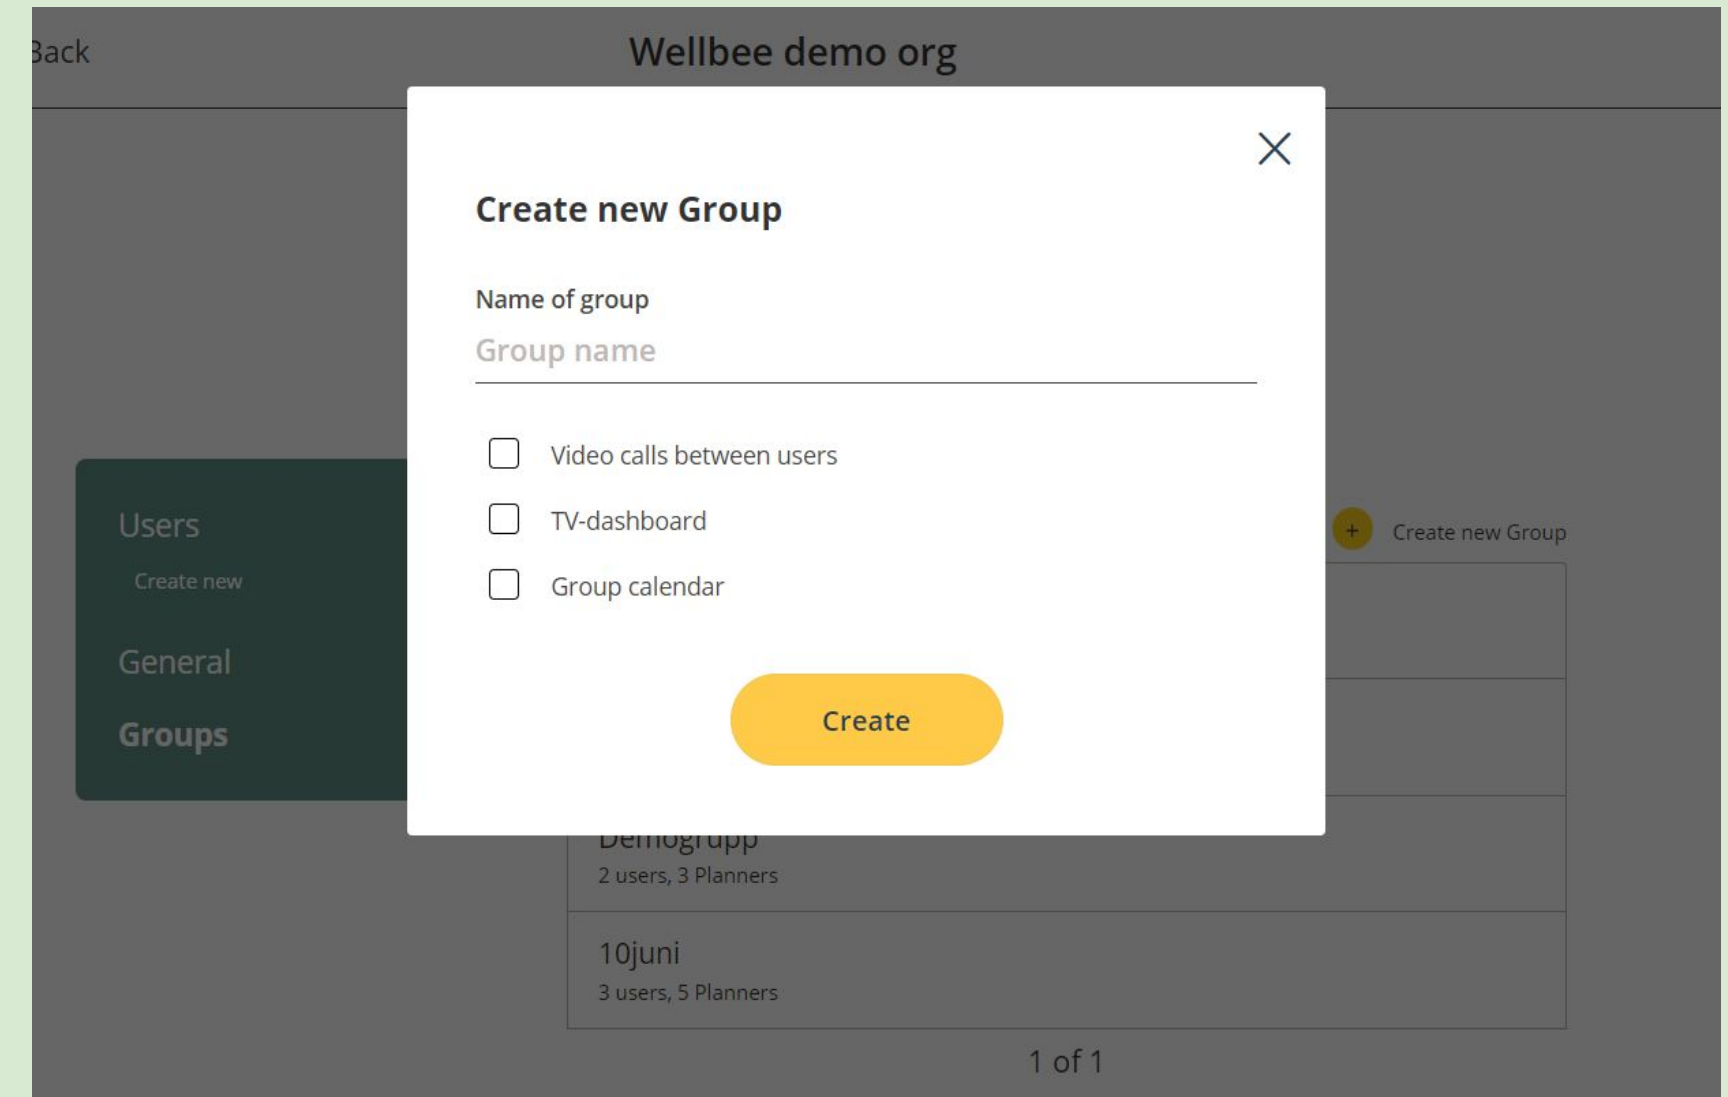 Back
Wellbee demo org
Create new Group
Name of group
Group name
Video calls between users
TV-dashboard
Group calendar
Create
Users
Create new
General
Groups
+ Create new Group
Demogrupp
2 users, 3 Planners
10juni
3 users, 5 Planners
1 of 1